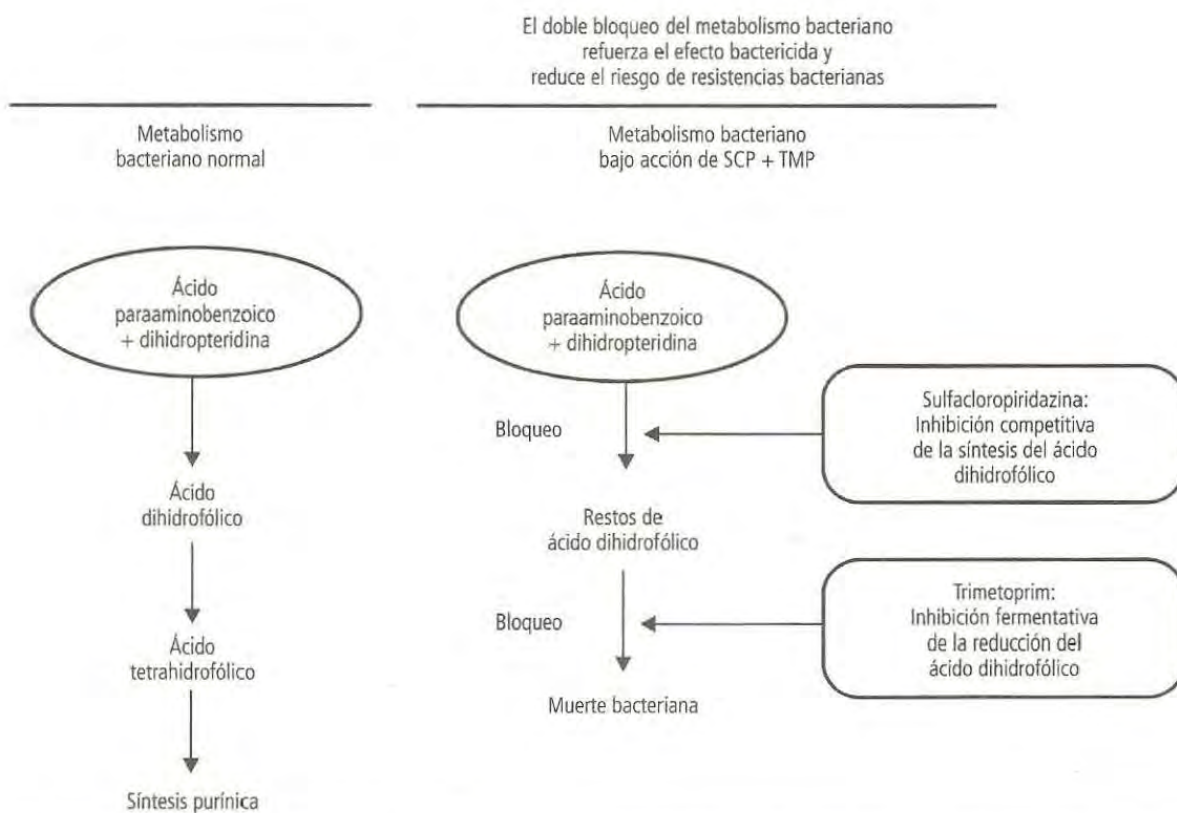 El doble bloqueo del metabolismo bacteriano
refuerza el efecto bactericida y
reduce el riesgo de resistencias bacterianas
Metabolismo
bacteriano normal
Metabolismo bacteriano
bajo acción de SCP + TMP
Ácido
paraaminobenzoico
+ dihidropteridina
Ácido
dihidrofólico
Ácido
tetrahidrofólico
Síntesis purínica
Ácido
paraaminobenzoico
+ dihidropteridina
Bloqueo
Sulfacloropiridazina:
Inhibición competitiva
de la síntesis del ácido
dihidrofólico
Restos de
ácido dihidrofólico
Bloqueo
Trimetoprim:
Inhibición fermentativa
de la reducción del
ácido dihidrofólico
Muerte bacteriana